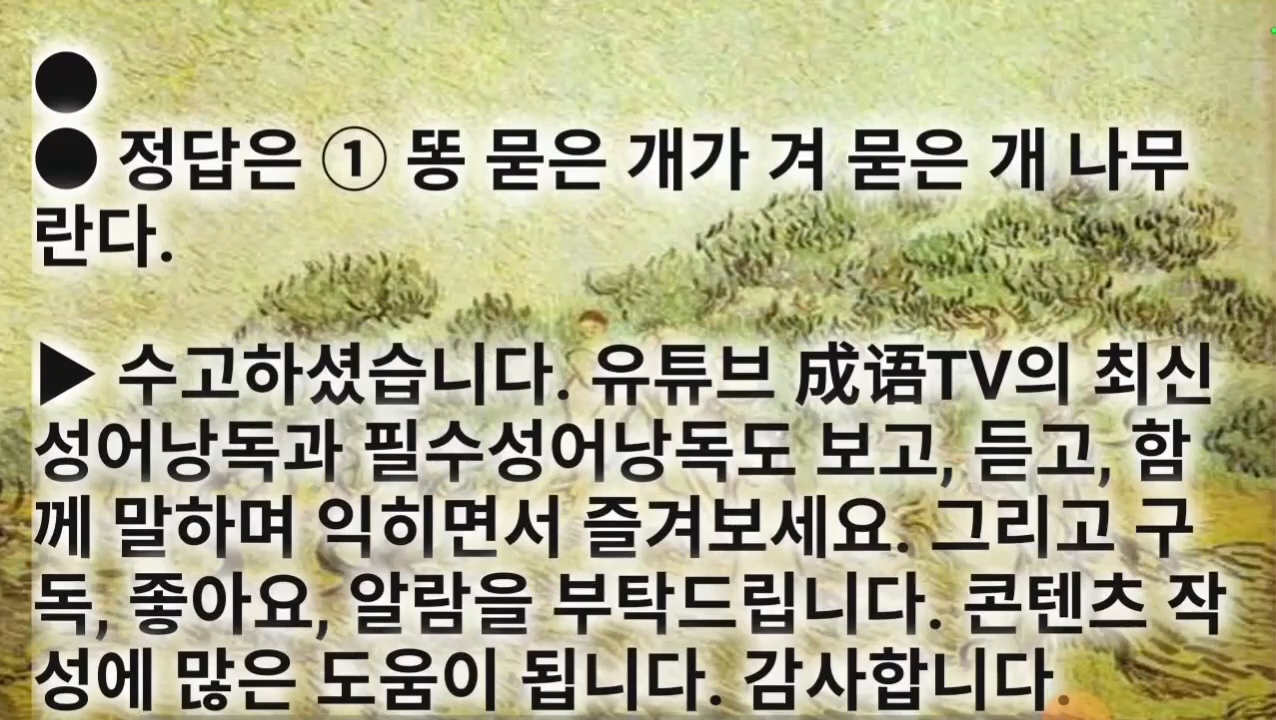 ●
● 정답은 ① 똥 묻은 개가 겨 묻은 개 나무
란다.
▶ 수고하셨습니다. 유튜브 成语TV의 최신
성어낭독과 필수성어낭독도 보고, 듣고, 함
께 말하며 익히면서 즐겨보세요. 그리고 구
독, 좋아요, 알람을 부탁드립니다. 콘텐츠 작
성에 많은 도움이 됩니다. 감사합니다.